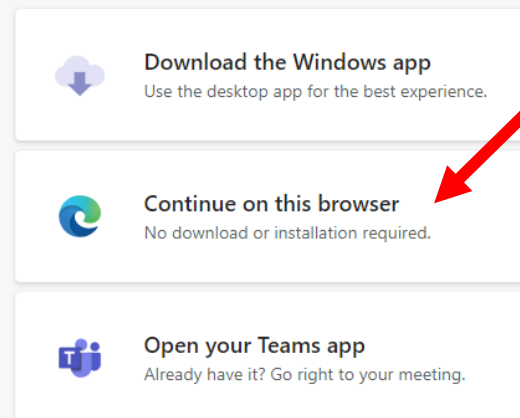 Download the Windows app
Use the desktop app for the best experience.
Continue on this browser
No download or installation required.
T
Open your Teams app
Already have it? Go right to your meeting.